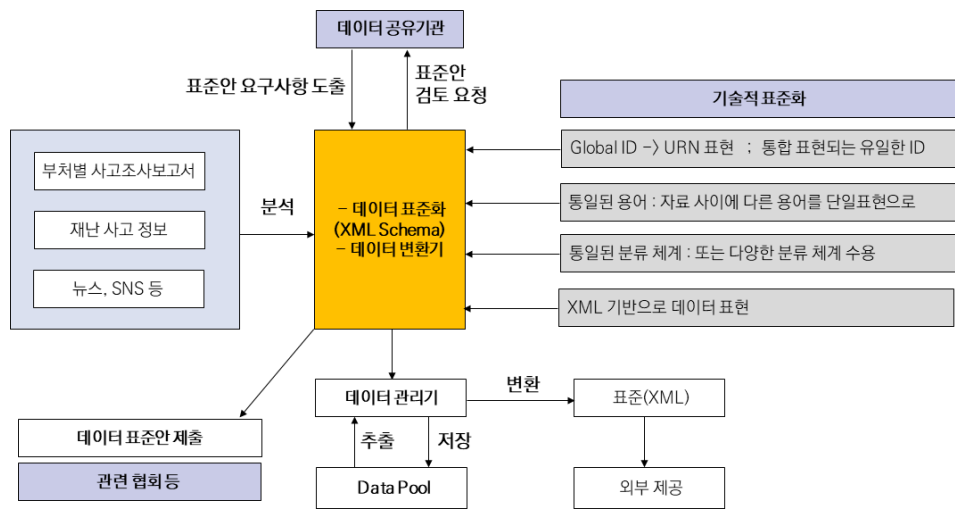 데이터 공유기관
표준안 요구사항 도출
표준안
검토 요청
기술적 표준화
Global ID -> URN 표현 ; 통합 표현되는 유일한 ID
통일된 용어 : 자료 사이에 다른 용어를 단일표현으로
통일된 분류 체계 : 또는 다양한 분류 체계 수용
XML 기반으로 데이터 표현
부처별 사고조사보고서
재난 사고 정보
뉴스, SNS 등
분석
- 데이터 표준화
(XML Schema)
- 데이터 변환기
데이터 관리기
변환
표준(XML)
데이터 표준안 제출
추출
저장
관련 협회 등
Data Pool
외부 제공